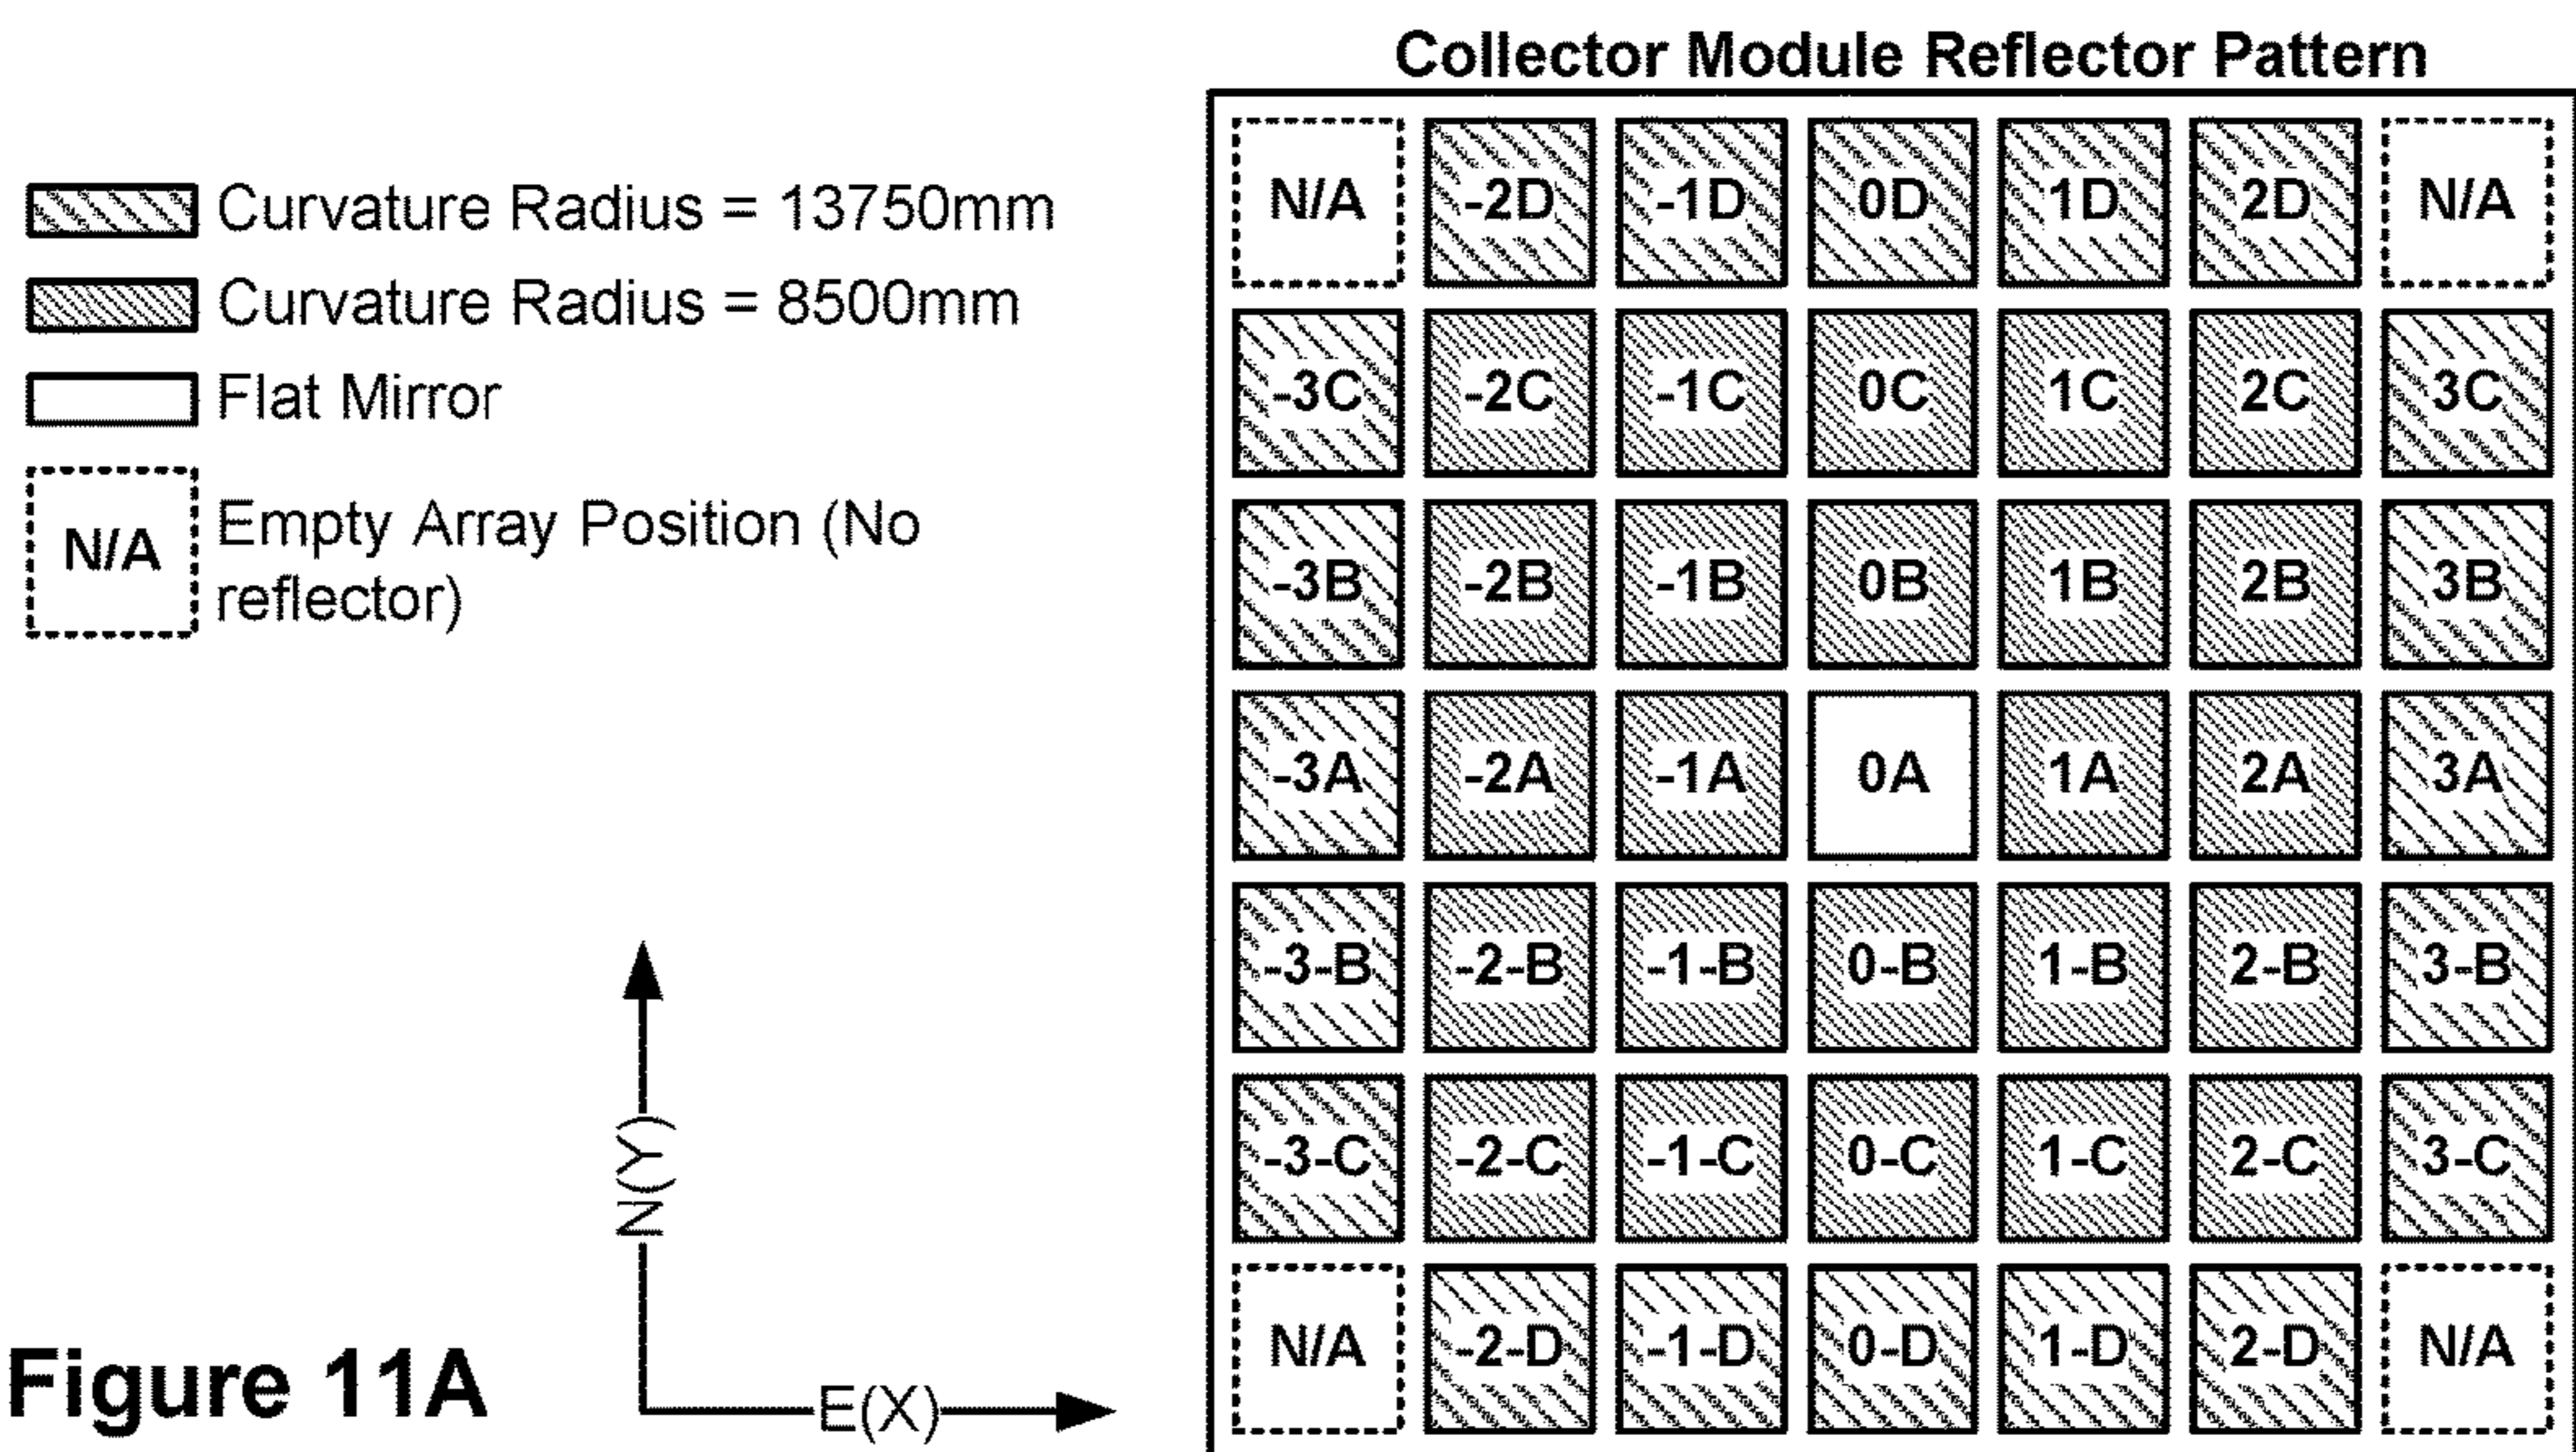 Collector Module Reflector Pattern
Curvature Radius = 13750mm
Curvature Radius = 8500mm
Flat Mirror
N/A Empty Array Position (No
reflector)
N/A -2D -1D 0D 1D 2D N/A
-3C -2C -1C 0C 1C 2C 3C
-3B -2B -1B 0B 1B 2B 3B
-3A -2A -1A 0A 1A 2A 3A
-3-B -2-B -1-B 0-B 1-B 2-B 3-B
-3-C -2-C -1-C 0-C 1-C 2-C 3-C
N/A -2-D -1-D 0-D 1-D 2-D N/A
N(Y)
E(X)
Figure 11A